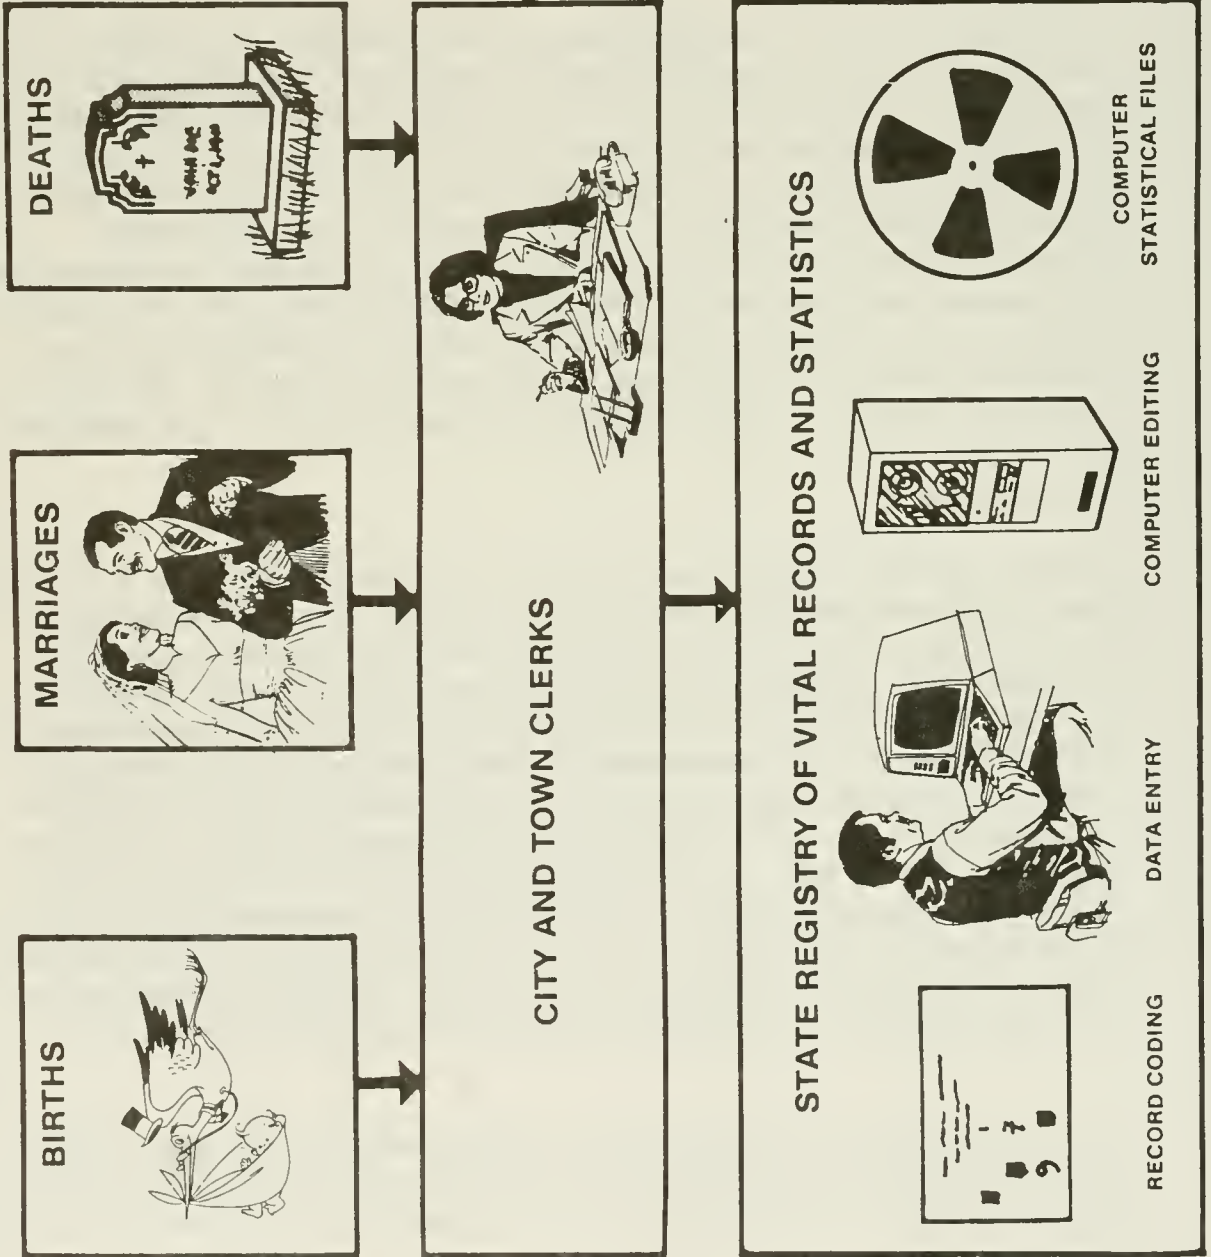 BIRTHS
MARRIAGES
DEATHS
CITY AND TOWN CLERKS
STATE REGISTRY OF VITAL RECORDS AND STATISTICS
RECORD CODING
DATA ENTRY
COMPUTER EDITING
COMPUTER
STATISTICAL FILES